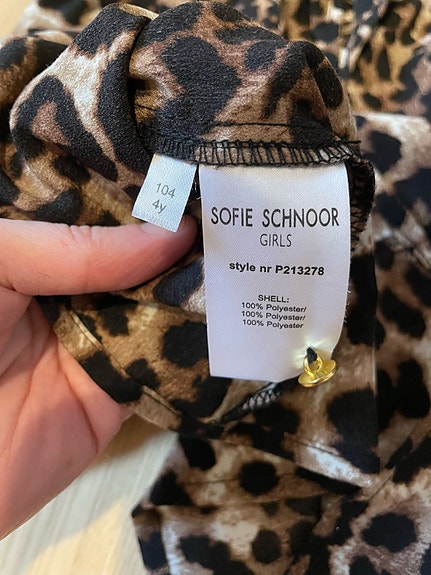 104
4y
SOFIE SCHNOOR
GIRLS
style nr P213278
SHELL:
100% Polyester/
100% Polyester/
100% Polyester